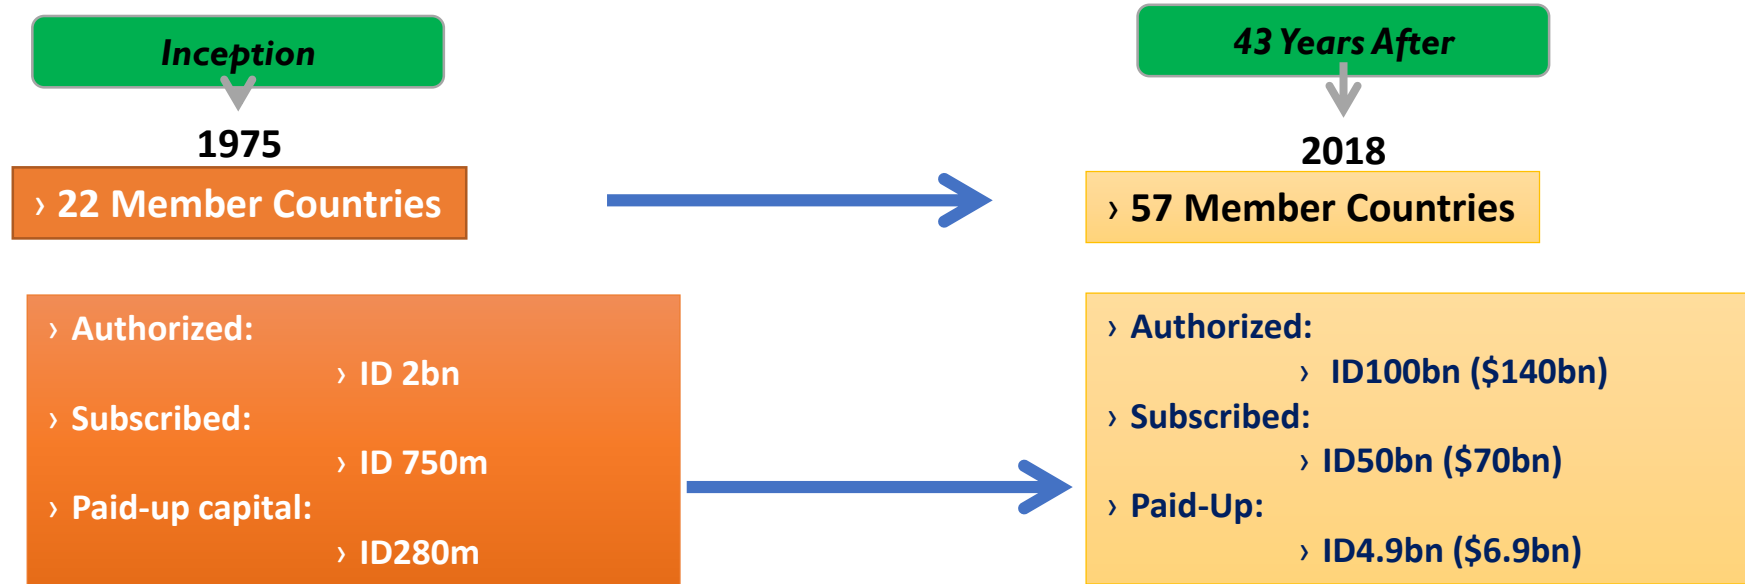 Inception
1975
› 22 Member Countries
› Authorized:
› ID 2bn
› Subscribed:
› ID 750m
› Paid-up capital:
› ID280m
43 Years After
2018
› 57 Member Countries
› Authorized:
› ID100bn ($140bn)
› Subscribed:
› ID50bn ($70bn)
› Paid-Up:
› ID4.9bn ($6.9bn)